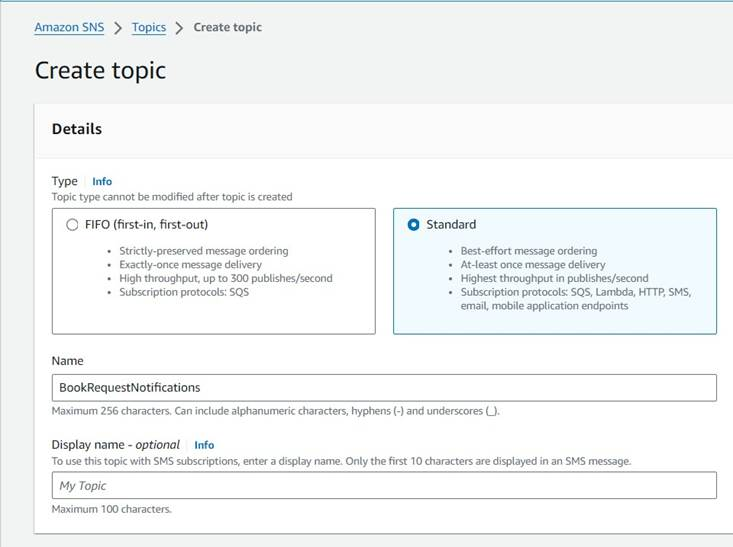 Amazon SNS > Topics > Create topic
Create topic
Details
Type Info
Topic type cannot be modified after topic is created
FIFO (first-in, first-out)
• Strictly-preserved message ordering
• Exactly-once message delivery
• High throughput, up to 300 publishes/second
• Subscription protocols: SQS
Standard
• Best-effort message ordering
• At-least once message delivery
• Highest throughput in publishes/second
• Subscription protocols: SQS, Lambda, HTTP, SMS,
email, mobile application endpoints
Name
BookRequestNotifications
Maximum 256 characters. Can include alphanumeric characters, hyphens (-) and underscores (_).
Display name - optional Info
To use this topic with SMS subscriptions, enter a display name. Only the first 10 characters are displayed in an SMS message.
My Topic
Maximum 100 characters.